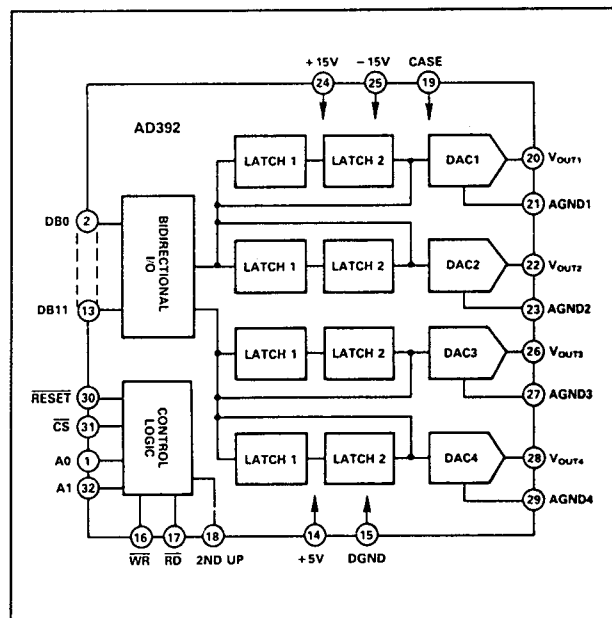 +15V −15V CASE
24 25 19
AD392
LATCH 1 LATCH 2 DAC1 20 VOUT1
DB0 2 21 AGND1
BIDIRECTIONAL I/O
LATCH 1 LATCH 2 DAC2 22 VOUT2
DB11 13 23 AGND2
LATCH 1 LATCH 2 DAC3 26 VOUT3
RESET 30 27 AGND3
CS 31
CONTROL LOGIC
A0 1 LATCH 1 LATCH 2 DAC4 28 VOUT4
A1 32 29 AGND4
16 17 18 14 15
WR RD 2ND UP +5V DGND